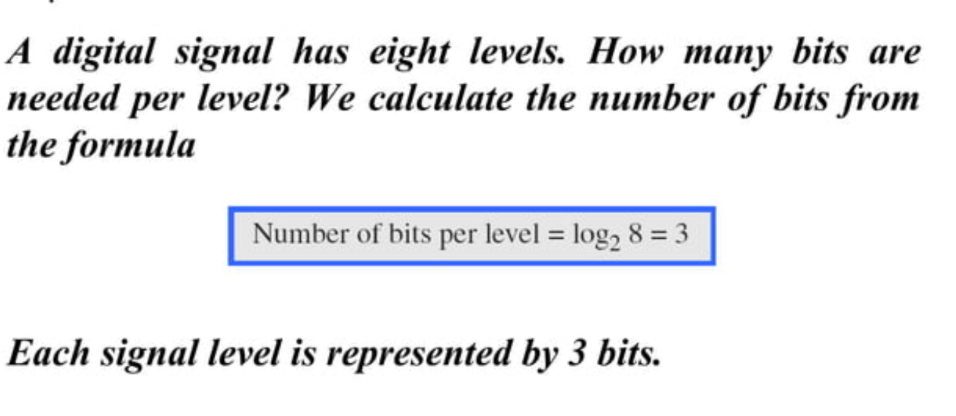 A digital signal has eight levels. How many bits are
needed per level? We calculate the number of bits from
the formula
Number of bits per level = log₂ 8 = 3
Each signal level is represented by 3 bits.